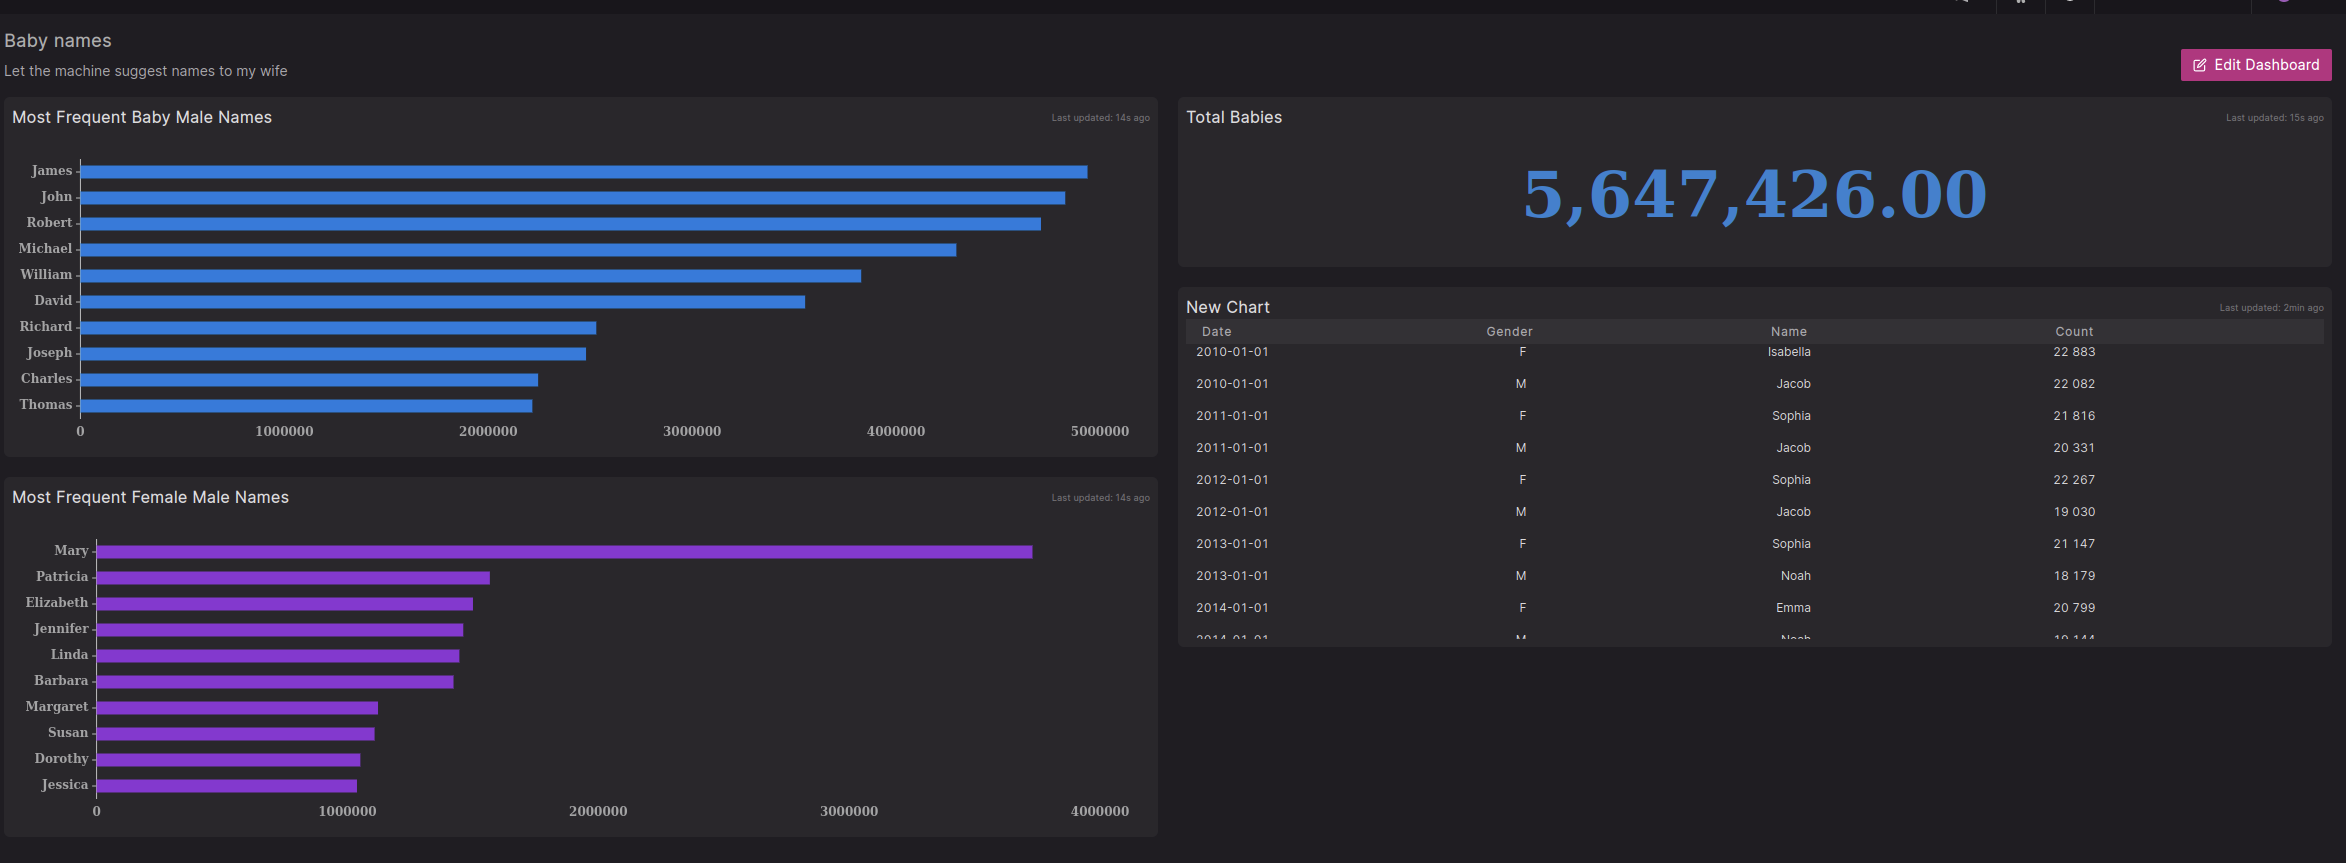 Baby names
Let the machine suggest names to my wife
Edit Dashboard
Most Frequent Baby Male Names
Last updated: 14s ago
James
John
Robert
Michael
William
David
Richard
Joseph
Charles
Thomas
0 1000000 2000000 3000000 4000000 5000000
Most Frequent Female Male Names
Last updated: 14s ago
Mary
Patricia
Elizabeth
Jennifer
Linda
Barbara
Margaret
Susan
Dorothy
Jessica
0 1000000 2000000 3000000 4000000
Total Babies
Last updated: 15s ago
5,647,426.00
New Chart
Last updated: 2min ago
Date Gender Name Count
2010-01-01 F Isabella 22 883
2010-01-01 M Jacob 22 082
2011-01-01 F Sophia 21 816
2011-01-01 M Jacob 20 331
2012-01-01 F Sophia 22 267
2012-01-01 M Jacob 19 030
2013-01-01 F Sophia 21 147
2013-01-01 M Noah 18 179
2014-01-01 F Emma 20 799
2014-01-01 M Noah 19 144